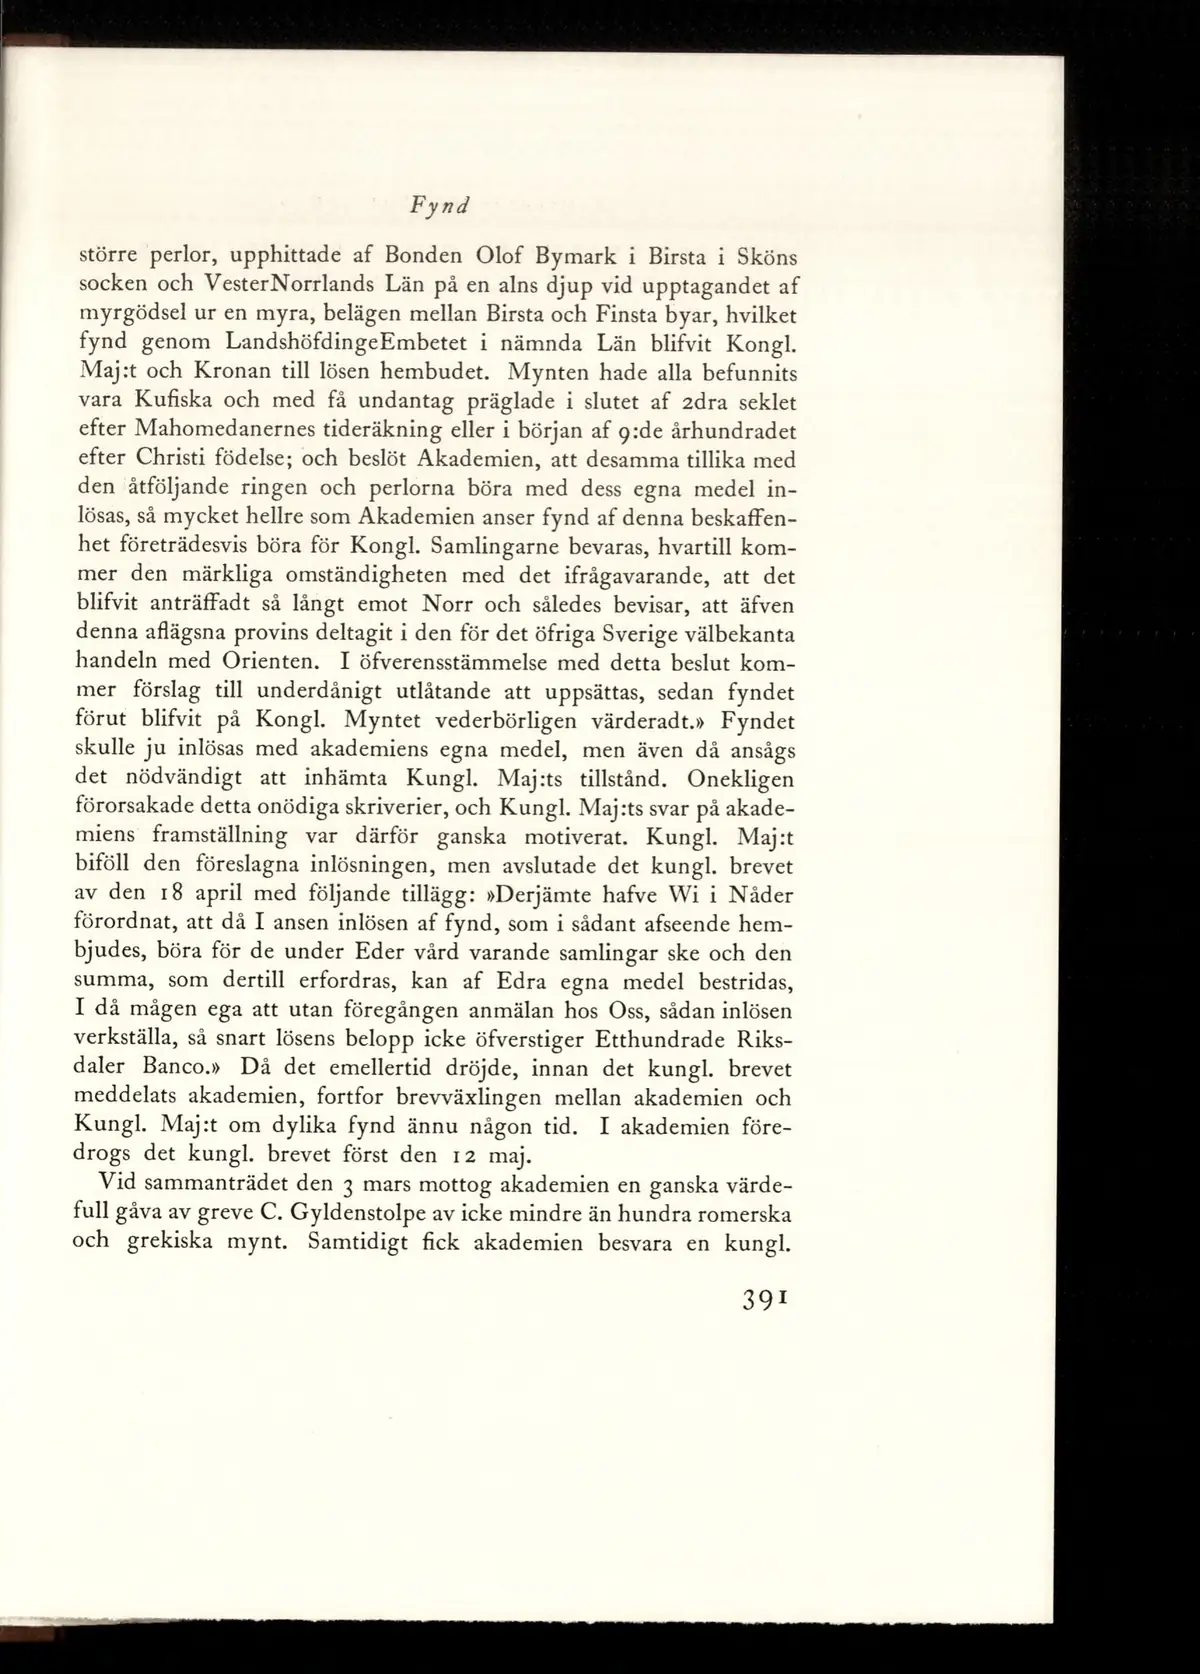 Fynd
större perlor, upphittade af Bonden Olof Bymark i Birsta i Sköns
socken och VesterNorrlands Län på en alns djup vid upptagandet af
myrgödsel ur en myra, belägen mellan Birsta och Finsta byar, hvilket
fynd genom LandshöfdingeEmbetet i nämnda Län blifvit Kongl.
Maj:t och Kronan till lösen hembudet. Mynten hade alla befunnits
vara Kufiska och med få undantag präglade i slutet af 2dra seklet
efter Mahomedanernes tideräkning eller i början af 9:de århundradet
efter Christi födelse; och beslöt Akademien, att desamma tillika med
den åtföljande ringen och perlorna böra med dess egna medel in-
lösas, så mycket hellre som Akademien anser fynd af denna beskaffen-
het företrädesvis böra för Kongl. Samlingarne bevaras, hvartill kom-
mer den märkliga omständigheten med det ifrågavarande, att det
blifvit anträffadt så långt emot Norr och således bevisar, att äfven
denna aflägsna provins deltagit i den för det öfriga Sverige välbekanta
handeln med Orienten. I öfverensstämmelse med detta beslut kom-
mer förslag till underdånigt utlåtande att uppsättas, sedan fyndet
förut blifvit på Kongl. Myntet vederbörligen värderadt.» Fyndet
skulle ju inlösas med akademiens egna medel, men även då ansågs
det nödvändigt att inhämta Kungl. Maj:ts tillstånd. Onekligen
förorsakade detta onödiga skriverier, och Kungl. Maj:ts svar på akade-
miens framställning var därför ganska motiverat. Kungl. Maj:t
biföll den föreslagna inlösningen, men avslutade det kungl. brevet
av den 18 april med följande tillägg: »Derjämte hafve Wi i Nåder
förordnat, att då I ansen inlösen af fynd, som i sådant afseende hem-
bjudes, böra för de under Eder vård varande samlingar ske och den
summa, som dertill erfordras, kan af Edra egna medel bestridas,
I då mågen ega att utan föregången anmälan hos Oss, sådan inlösen
verkställa, så snart lösens belopp icke öfverstiger Etthundrade Riks-
daler Banco.» Då det emellertid dröjde, innan det kungl. brevet
meddelats akademien, fortfor brevväxlingen mellan akademien och
Kungl. Maj:t om dylika fynd ännu någon tid. I akademien före-
drogs det kungl. brevet först den 12 maj.
Vid sammanträdet den 3 mars mottog akademien en ganska värde-
full gåva av greve C. Gyldenstolpe av icke mindre än hundra romerska
och grekiska mynt. Samtidigt fick akademien besvara en kungl.
391